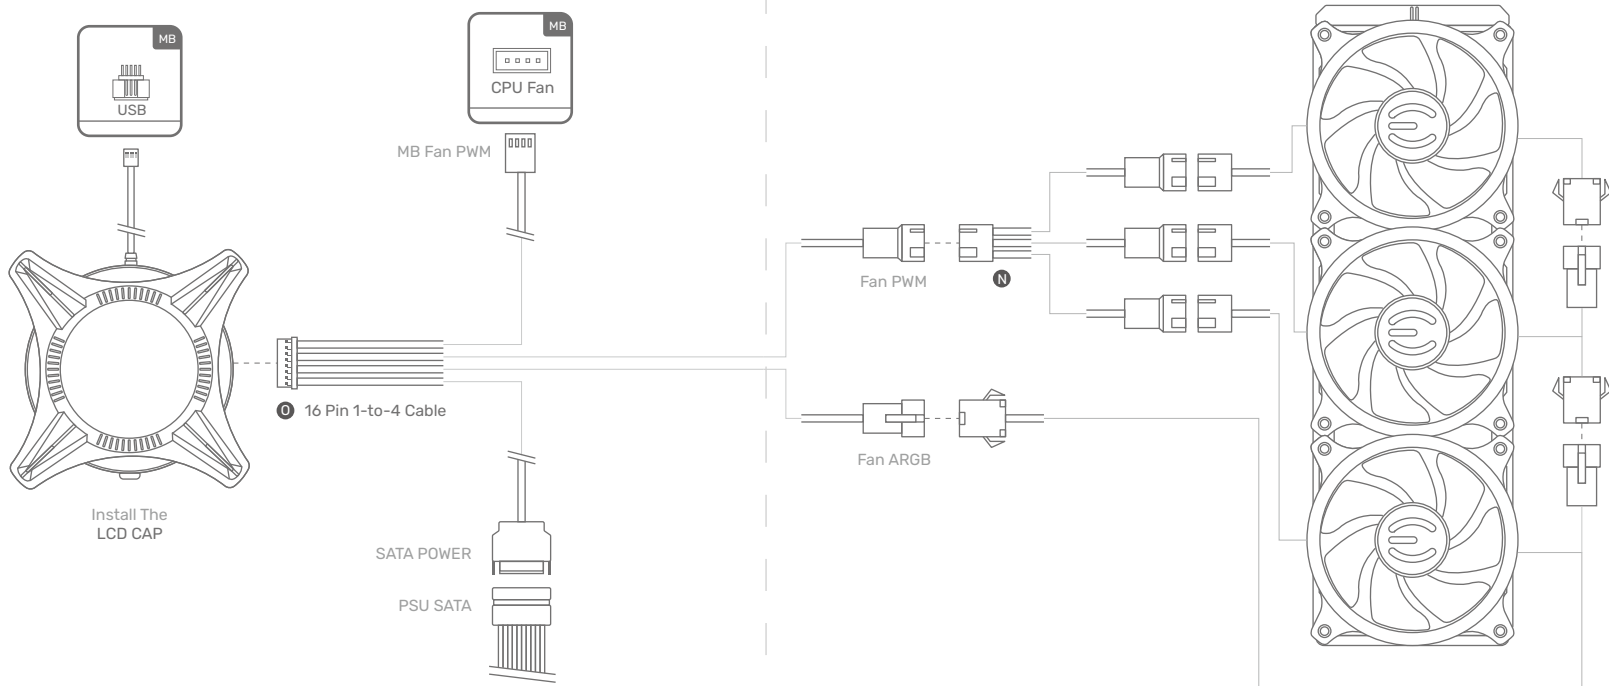 MB
USB
MB
CPU Fan
MB Fan PWM
O 16 Pin 1-to-4 Cable
Install The
LCD CAP
SATA POWER
PSU SATA
Fan PWM
N
Fan ARGB